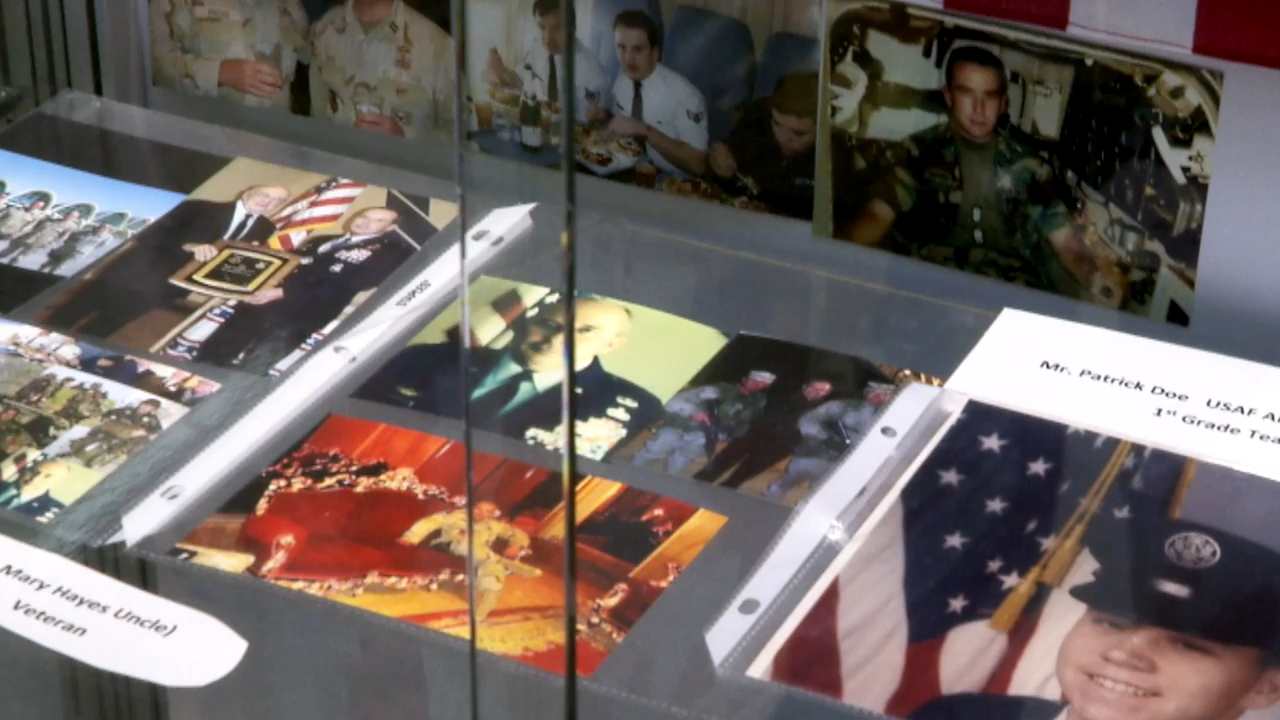 Mr. Patrick Doe USAF A
1st Grade Tea
Mary Hayes Uncle)
Veteran